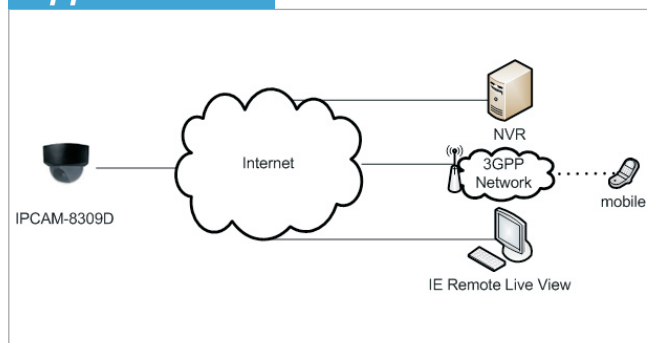 NVR
Internet
3GPP
Network
mobile
IPCAM-8309D
IE Remote Live View